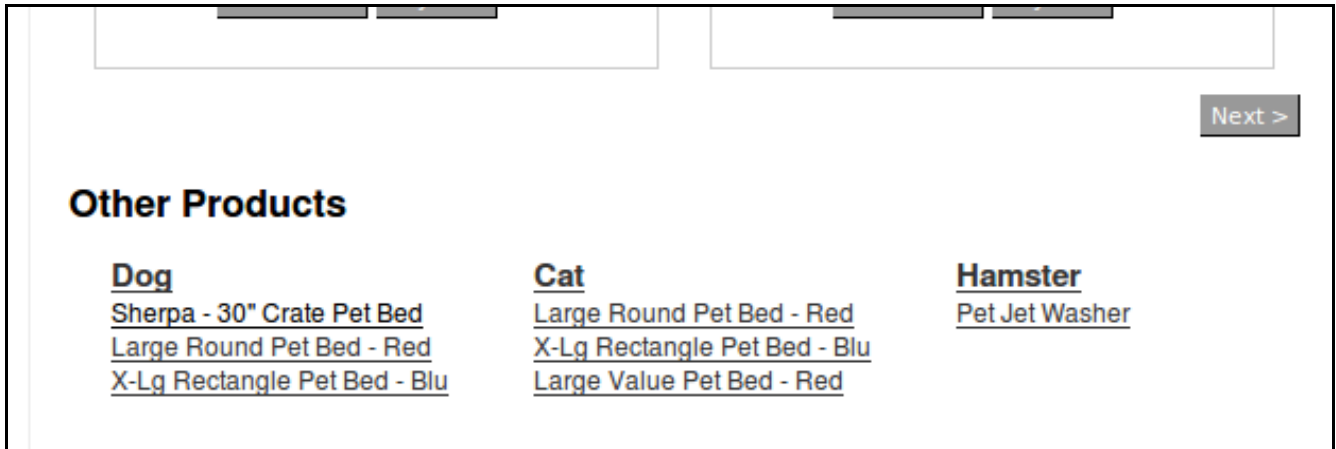 Next >
Other Products
Dog
Sherpa - 30" Crate Pet Bed
Large Round Pet Bed - Red
X-Lg Rectangle Pet Bed - Blu
Cat
Large Round Pet Bed - Red
X-Lg Rectangle Pet Bed - Blu
Large Value Pet Bed - Red
Hamster
Pet Jet Washer